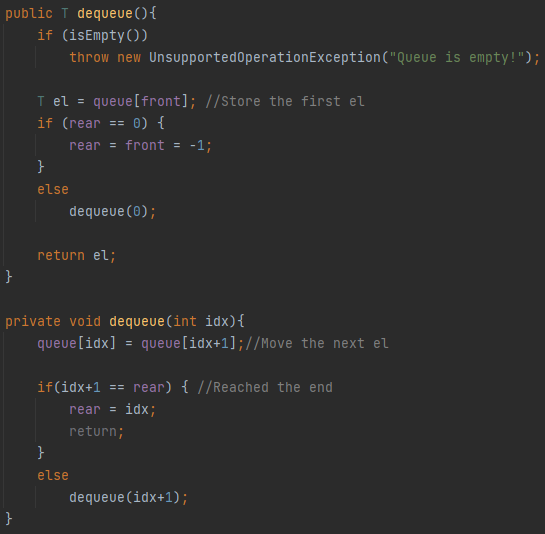 public T dequeue(){
    if (isEmpty())
        throw new UnsupportedOperationException("Queue is empty!");

    T el = queue[front]; //Store the first el
    if (rear == 0) {
        rear = front = -1;
    }
    else
        dequeue(0);

    return el;
}

private void dequeue(int idx){
    queue[idx] = queue[idx+1];//Move the next el

    if(idx+1 == rear) { //Reached the end
        rear = idx;
        return;
    }
    else
        dequeue(idx+1);
}